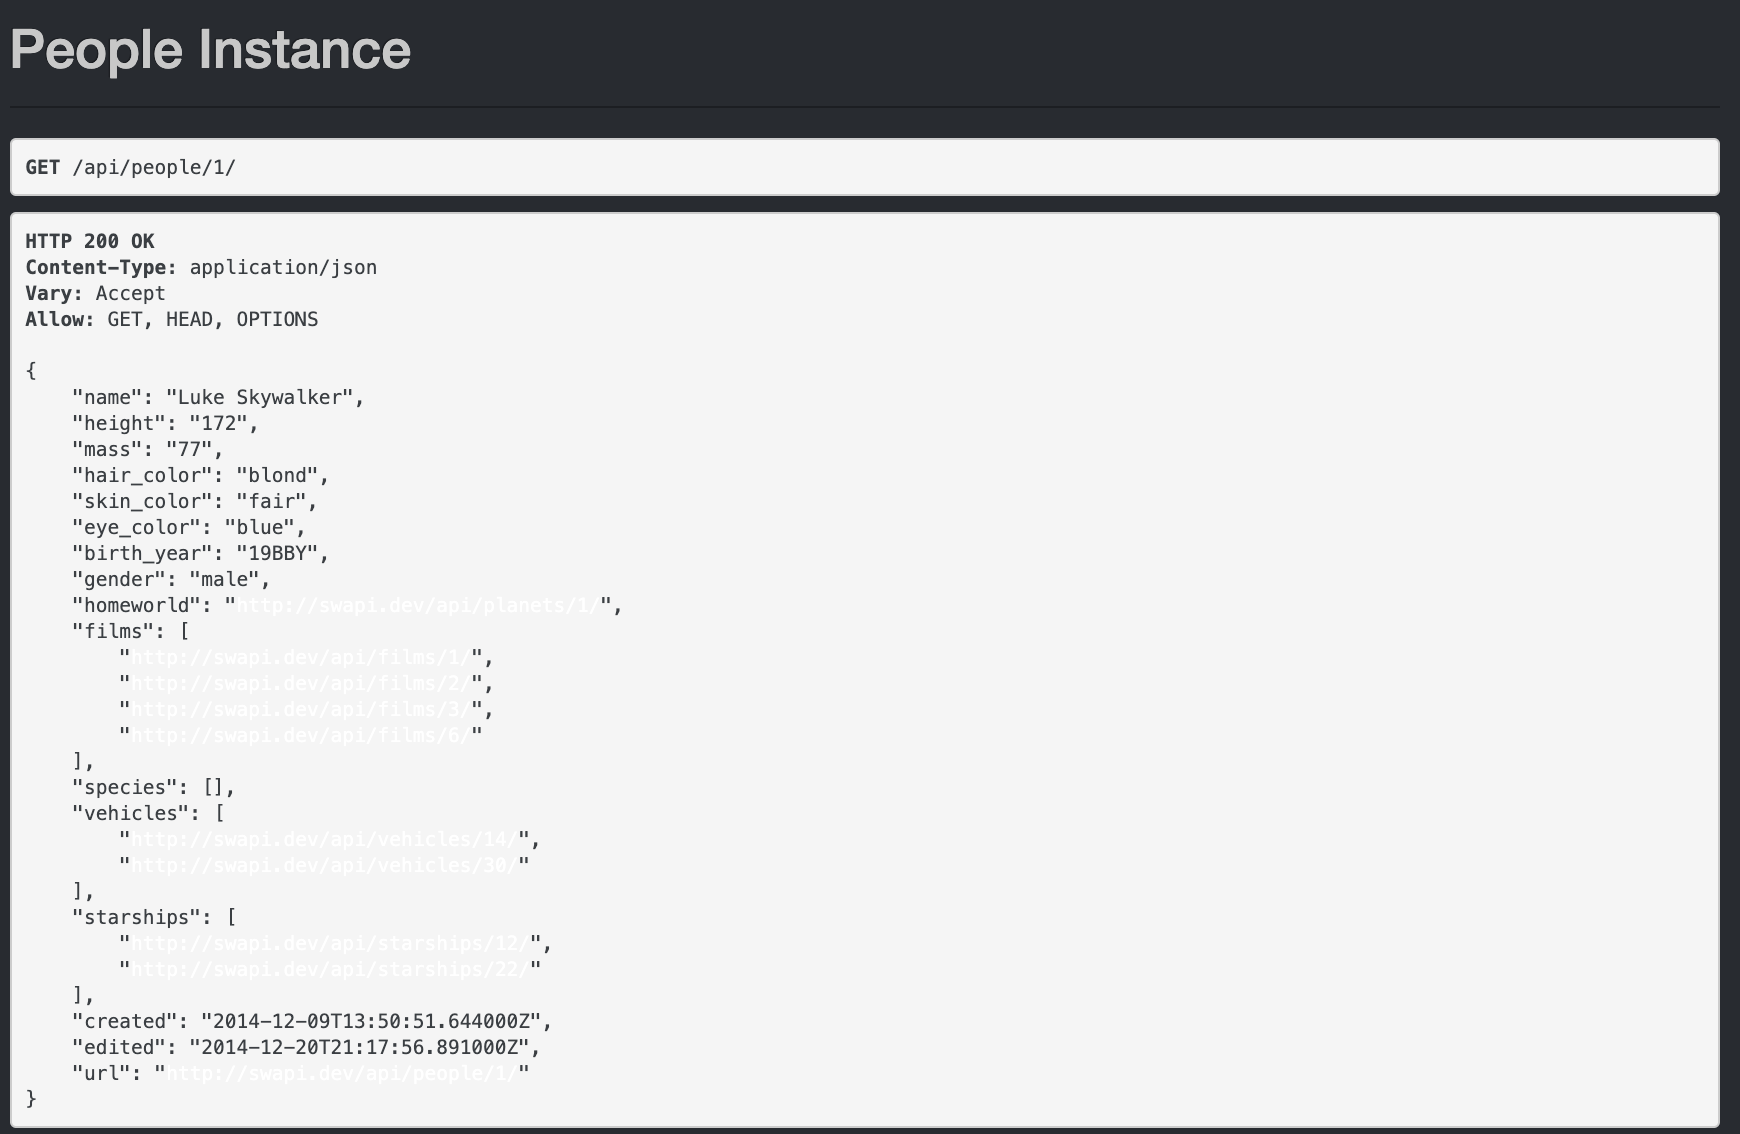 People Instance
GET /api/people/1/
HTTP 200 OK
Content-Type: application/json
Vary: Accept
Allow: GET, HEAD, OPTIONS
{
    "name": "Luke Skywalker",
    "height": "172",
    "mass": "77",
    "hair_color": "blond",
    "skin_color": "fair",
    "eye_color": "blue",
    "birth_year": "19BBY",
    "gender": "male",
    "homeworld": "http://swapi.dev/api/planets/1/",
    "films": [
        "http://swapi.dev/api/films/1/",
        "http://swapi.dev/api/films/2/",
        "http://swapi.dev/api/films/3/",
        "http://swapi.dev/api/films/6/"
    ],
    "species": [],
    "vehicles": [
        "http://swapi.dev/api/vehicles/14/",
        "http://swapi.dev/api/vehicles/30/"
    ],
    "starships": [
        "http://swapi.dev/api/starships/12/",
        "http://swapi.dev/api/starships/22/"
    ],
    "created": "2014-12-09T13:50:51.644000Z",
    "edited": "2014-12-20T21:17:56.891000Z",
    "url": "http://swapi.dev/api/people/1/"
}